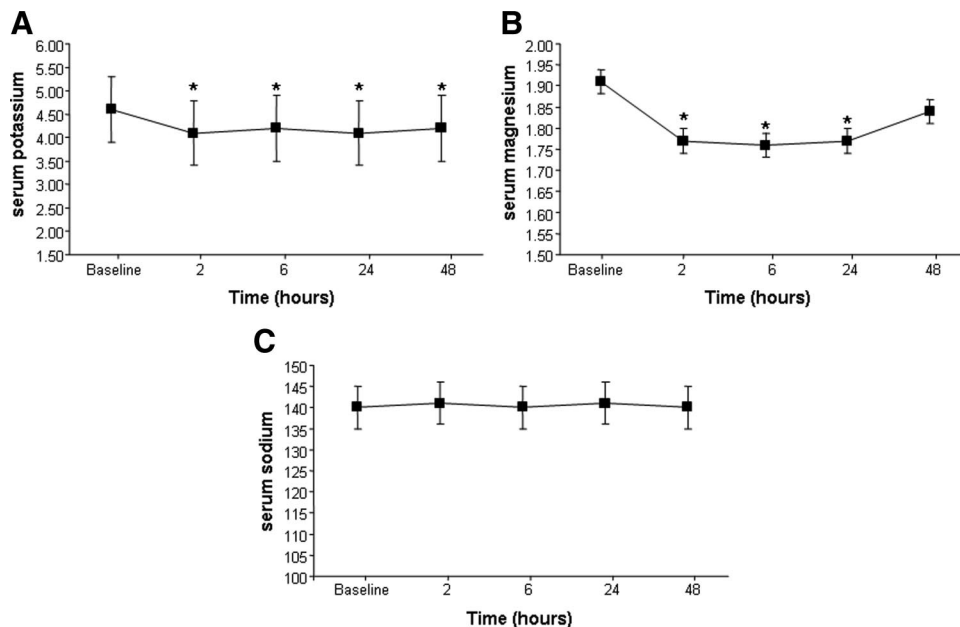 A
6.00
5.50
5.00
4.50
4.00
3.50
3.00
2.50
2.00
1.50
serum potassium
* * * *
Baseline 2 6 24 48
Time (hours)
B
2.00
1.95
1.90
1.85
1.80
1.75
1.70
1.65
1.60
1.55
1.50
serum magnesium
* * *
Baseline 2 6 24 48
Time (hours)
C
150
145
140
135
130
125
120
115
110
105
100
serum sodium
Baseline 2 6 24 48
Time (hours)